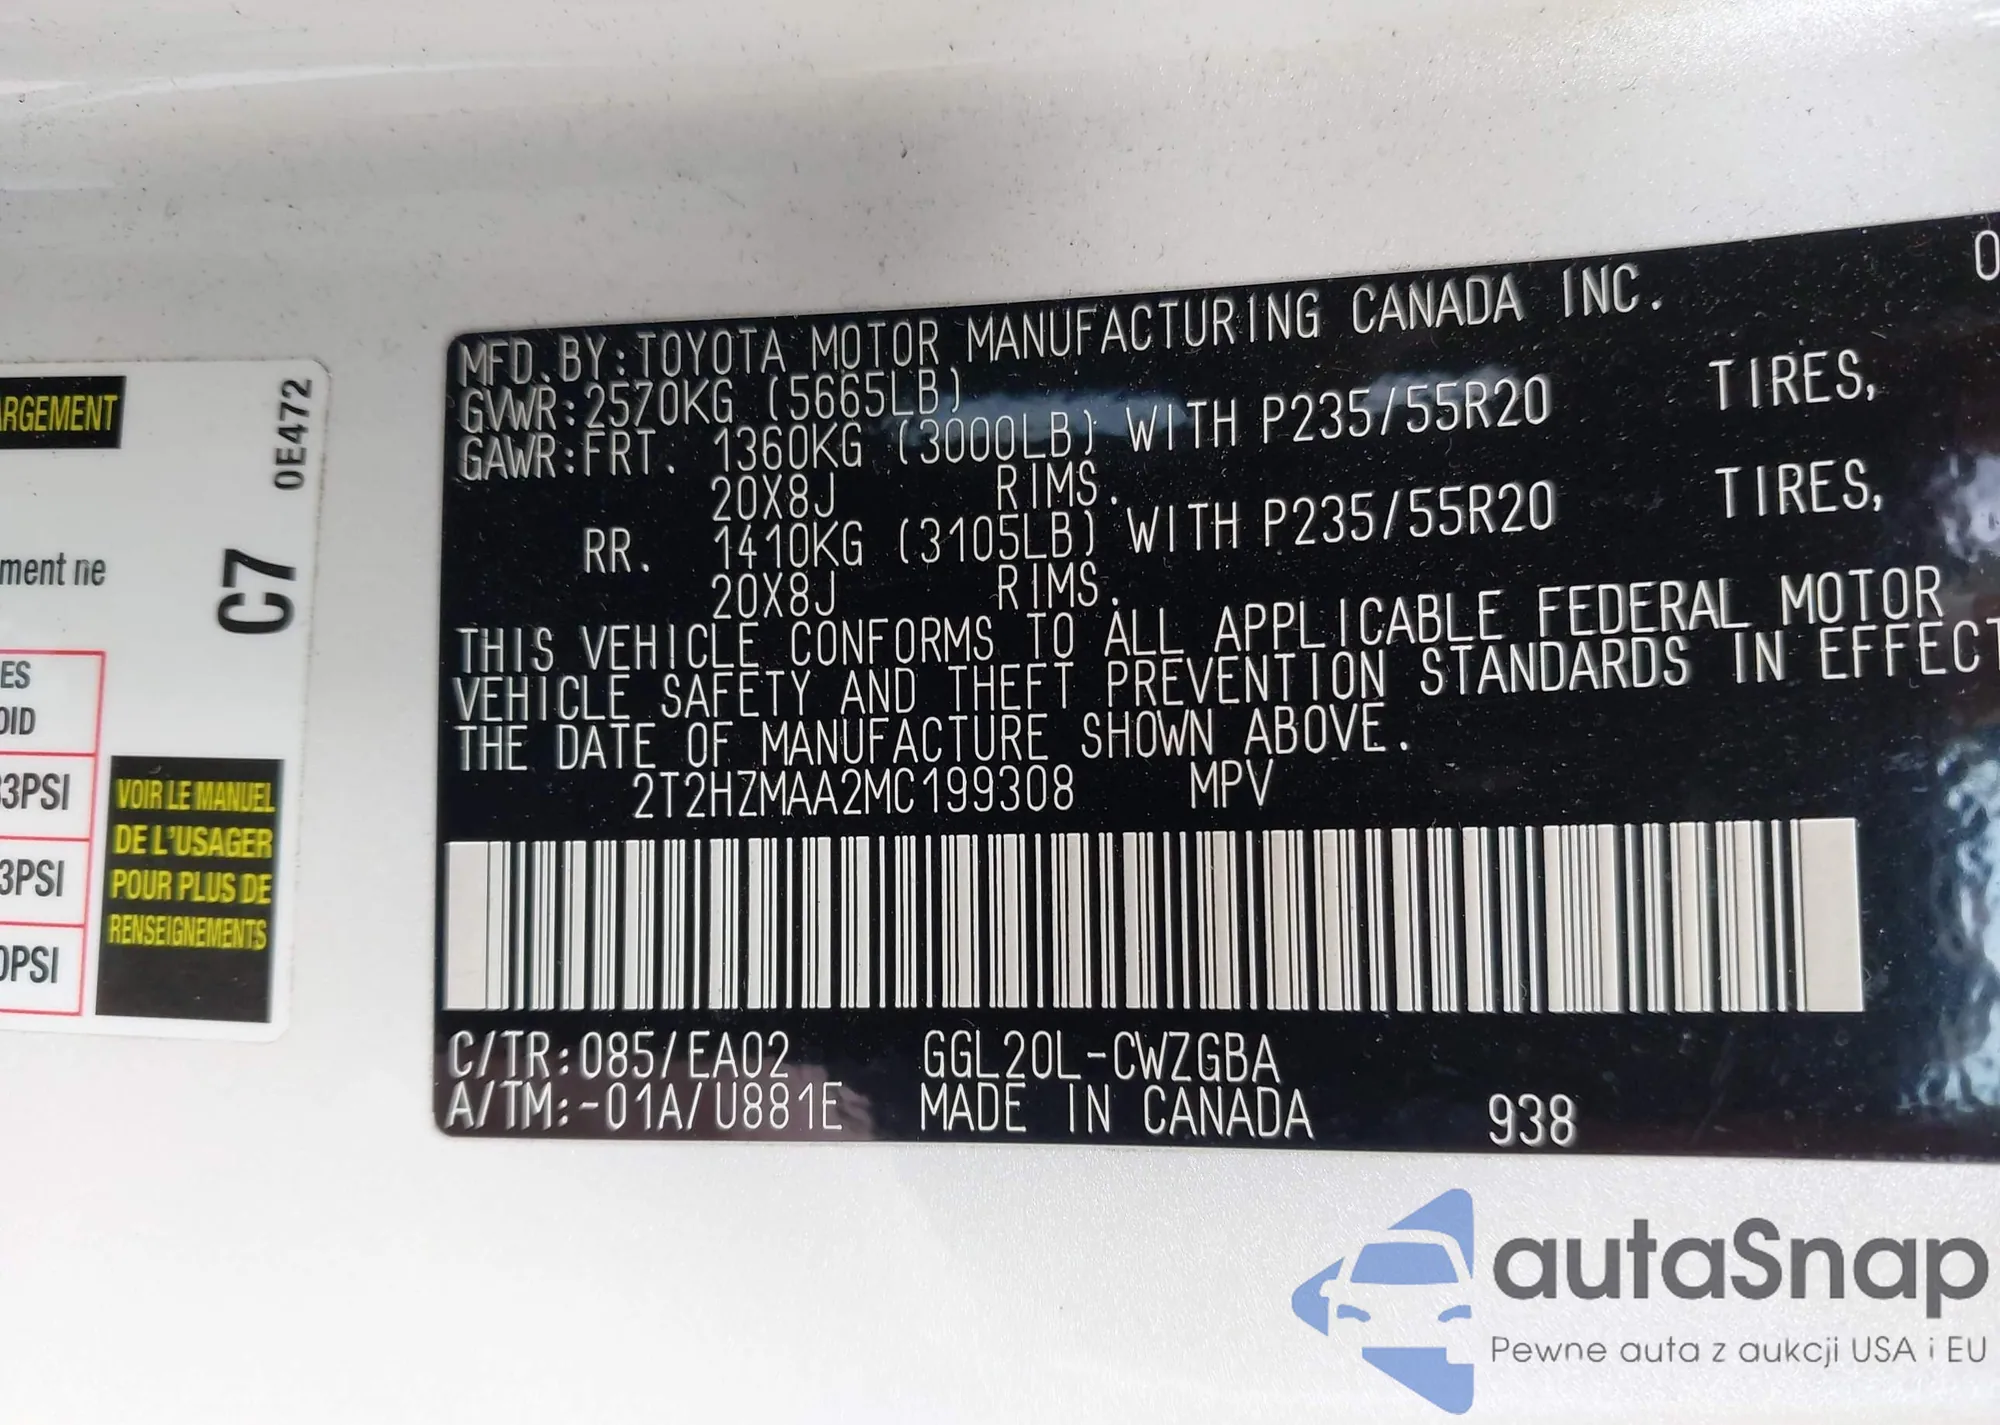 ARGEMENT
0E472
C7
ment ne
ES
OID
3PSI
3PSI
0PSI
VOIR LE MANUEL
DE L'USAGER
POUR PLUS DE
RENSEIGNEMENTS
0
MFD. BY:TOYOTA MOTOR MANUFACTURING CANADA INC.
GVWR:2570KG (5665LB)
GAWR:FRT. 1360KG (3000LB) WITH P235/55R20 TIRES,
20X8J RIMS.
RR. 1410KG (3105LB) WITH P235/55R20 TIRES,
20X8J RIMS.
THIS VEHICLE CONFORMS TO ALL APPLICABLE FEDERAL MOTOR
VEHICLE SAFETY AND THEFT PREVENTION STANDARDS IN EFFECT
THE DATE OF MANUFACTURE SHOWN ABOVE.
2T2HZMAA2MC199308 MPV
C/TR:085/EA02 GGL20L-CWZGBA
A/TM:-01A/U881E MADE IN CANADA 938
autaSnap
Pewne auta z aukcji USA i EU